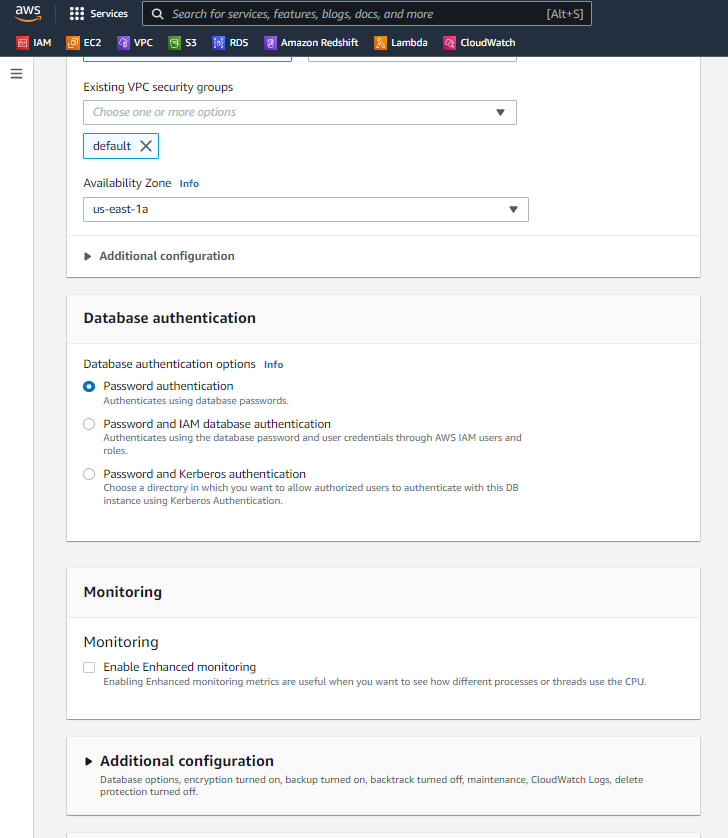 aws
Services
Search for services, features, blogs, docs, and more
[Alt+S]
IAM
EC2
VPC
S3
RDS
Amazon Redshift
Lambda
CloudWatch
Existing VPC security groups
Choose one or more options
default
Availability Zone Info
us-east-1a
Additional configuration
Database authentication
Database authentication options Info
Password authentication
Authenticates using database passwords.
Password and IAM database authentication
Authenticates using the database password and user credentials through AWS IAM users and
roles.
Password and Kerberos authentication
Choose a directory in which you want to allow authorized users to authenticate with this DB
instance using Kerberos Authentication.
Monitoring
Monitoring
Enable Enhanced monitoring
Enabling Enhanced monitoring metrics are useful when you want to see how different processes or threads use the CPU.
Additional configuration
Database options, encryption turned on, backup turned on, backtrack turned off, maintenance, CloudWatch Logs, delete
protection turned off.